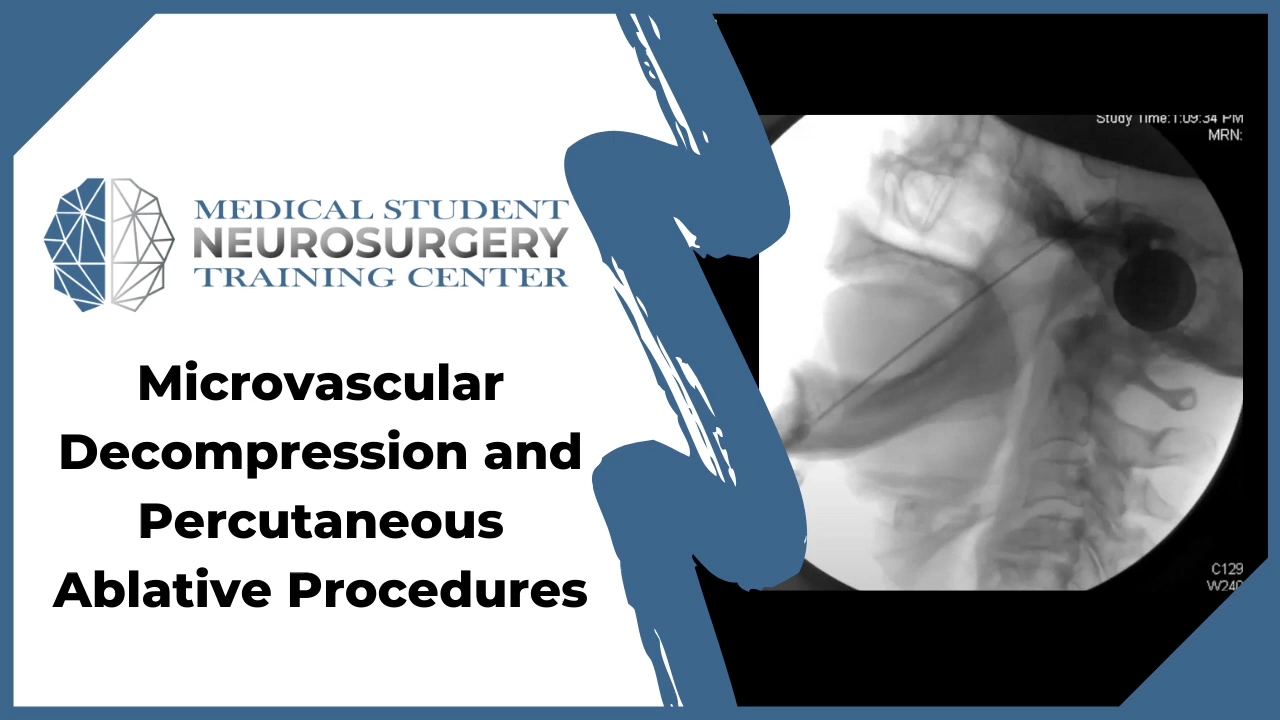 MEDICAL STUDENT
NEUROSURGERY
TRAINING CENTER
Microvascular
Decompression and
Percutaneous
Ablative Procedures
Study Time:1:09:34 PM
MRN:
C129
W240